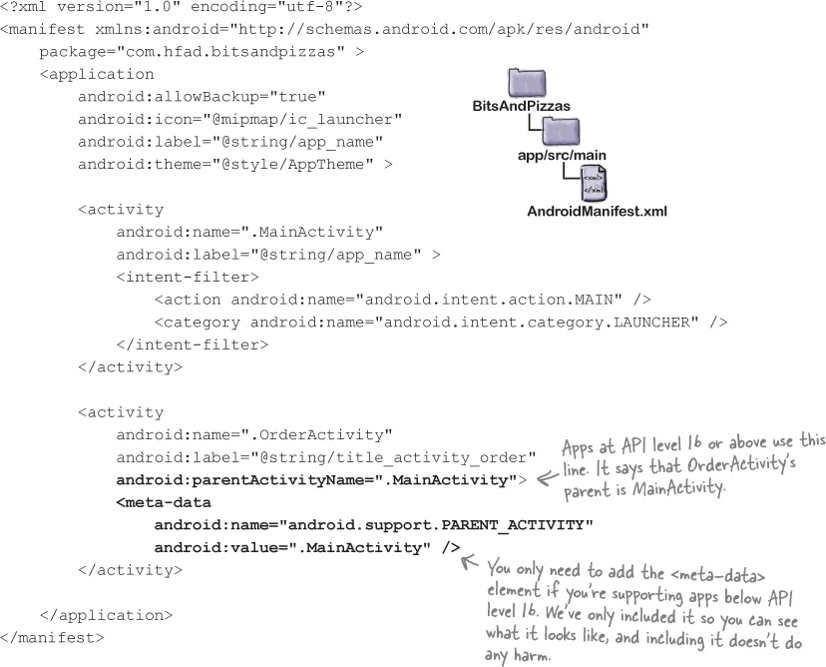 <?xml version="1.0" encoding="utf-8"?>
<manifest xmlns:android="http://schemas.android.com/apk/res/android"
    package="com.hfad.bitsandpizzas" >
    <application
        android:allowBackup="true"
        android:icon="@mipmap/ic_launcher"
        android:label="@string/app_name"
        android:theme="@style/AppTheme" >
BitsAndPizzas
app/src/main
<xml>
</xml>
AndroidManifest.xml
        <activity
            android:name=".MainActivity"
            android:label="@string/app_name" >
            <intent-filter>
                <action android:name="android.intent.action.MAIN" />
                <category android:name="android.intent.category.LAUNCHER" />
            </intent-filter>
        </activity>
        <activity
            android:name=".OrderActivity"
            android:label="@string/title_activity_order"
            android:parentActivityName=".MainActivity">
            <meta-data
                android:name="android.support.PARENT_ACTIVITY"
                android:value=".MainActivity" />
        </activity>
    </application>
</manifest>
Apps at API level 16 or above use this
line. It says that OrderActivity's
parent is MainActivity.
You only need to add the <meta-data>
element if you're supporting apps below API
level 16. We've only included it so you can see
what it looks like, and including it doesn't do
any harm.